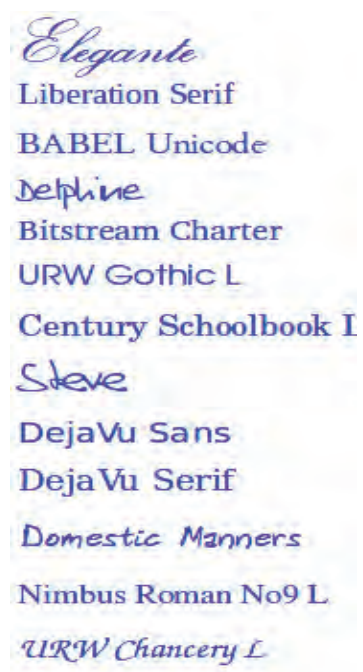 Elegante
Liberation Serif
BABEL Unicode
Delphine
Bitstream Charter
URW Gothic L
Century Schoolbook L
Steve
DejaVu Sans
DejaVu Serif
Domestic Manners
Nimbus Roman No9 L
URW Chancery L